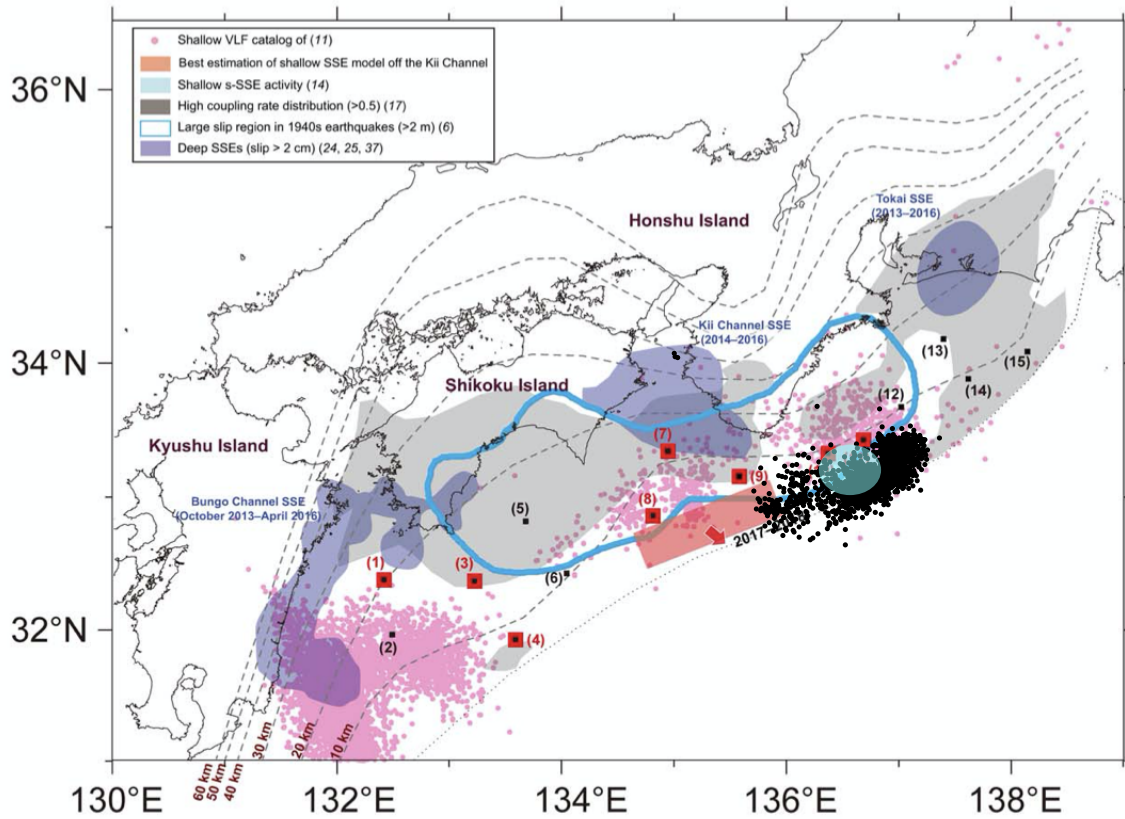 Shallow VLF catalog of (11)
Best estimation of shallow SSE model off the Kii Channel
Shallow s-SSE activity (14)
High coupling rate distribution (>0.5) (17)
Large slip region in 1940s earthquakes (>2 m) (6)
Deep SSEs (slip > 2 cm) (24, 25, 37)
36°N
34°N
32°N
Honshu Island
Tokai SSE
(2013–2016)
Kii Channel SSE
(2014–2016)
Shikoku Island
Kyushu Island
Bungo Channel SSE
(October 2013–April 2016)
(13)
(15)
(14)
(12)
(7)
(9)
(8)
(5)
2017
(1)
(3)
(6)
(2)
(4)
60 km
50 km
40 km
30 km
20 km
10 km
130°E
132°E
134°E
136°E
138°E